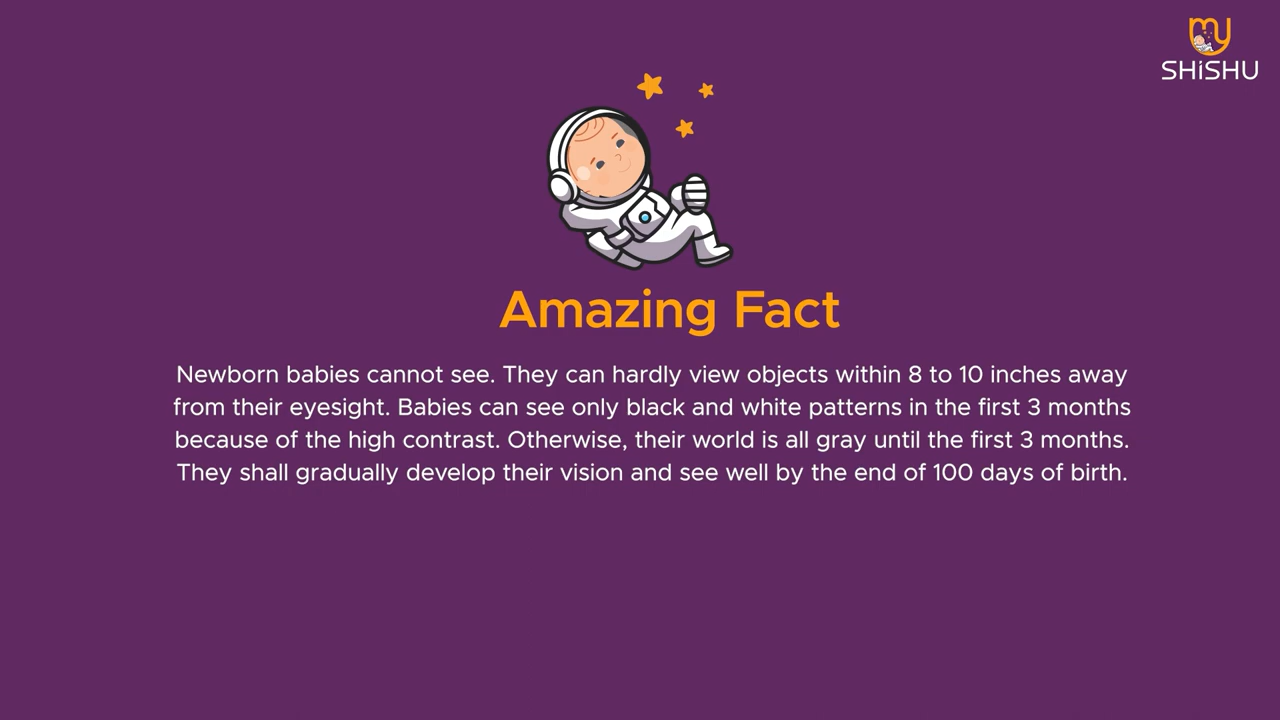 my
SHiSHU
Amazing Fact
Newborn babies cannot see. They can hardly view objects within 8 to 10 inches away
from their eyesight. Babies can see only black and white patterns in the first 3 months
because of the high contrast. Otherwise, their world is all gray until the first 3 months.
They shall gradually develop their vision and see well by the end of 100 days of birth.